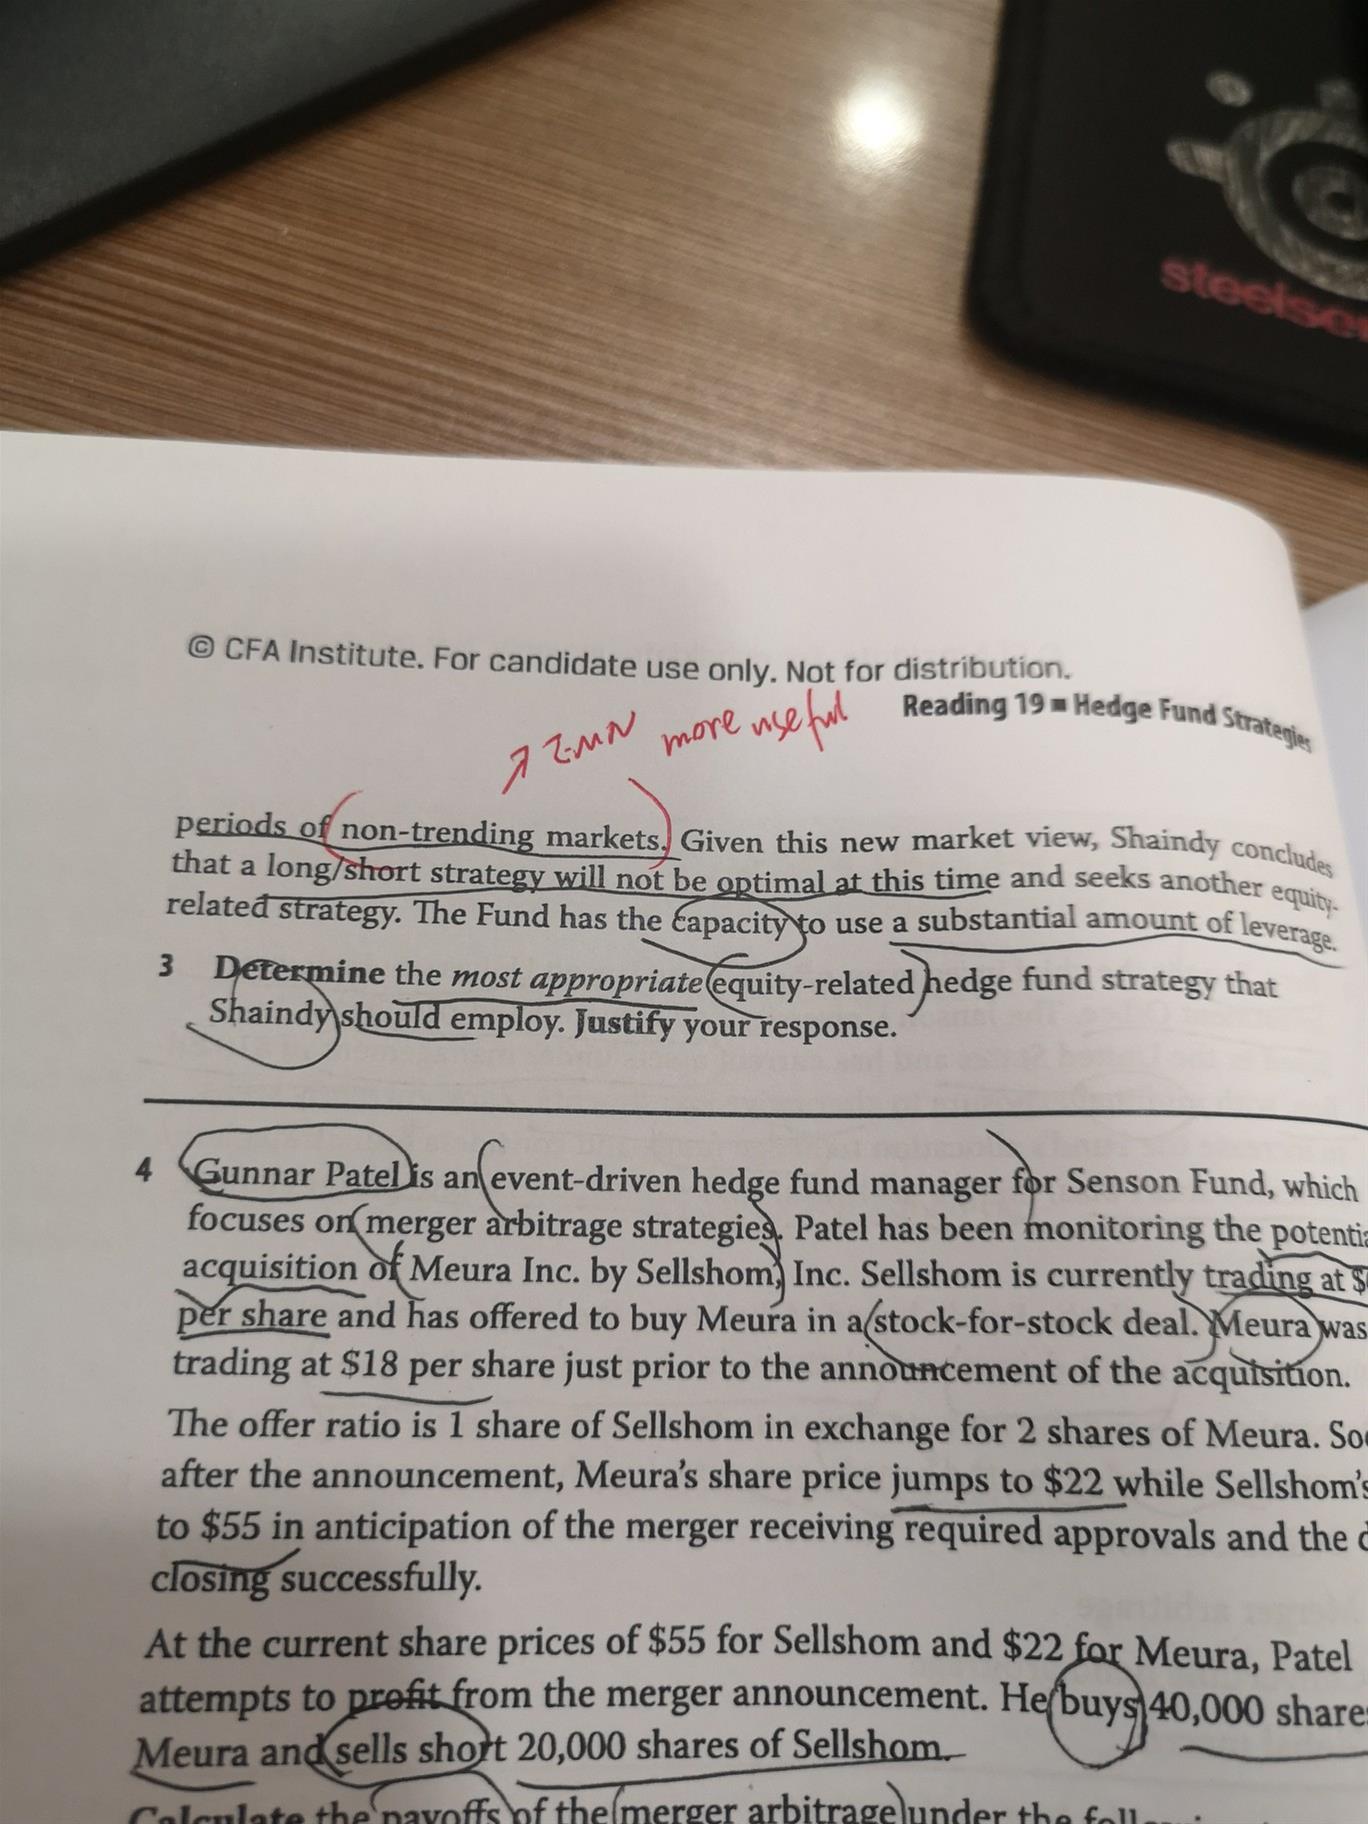 © CFA Institute. For candidate use only. Not for distribution.
Reading 19 ■ Hedge Fund Strategies
more useful
periods of non-trending markets. Given this new market view, Shaindy concludes
that a long/short strategy will not be optimal at this time and seeks another equity-
related strategy. The Fund has the capacity to use a substantial amount of leverage.
3 Determine the most appropriate equity-related hedge fund strategy that
Shaindy should employ. Justify your response.
4 Gunnar Patel is an event-driven hedge fund manager for Senson Fund, which
focuses on merger arbitrage strategies. Patel has been monitoring the
acquisition of Meura Inc. by Sellshom, Inc. Sellshom is currently trading at $
per share and has offered to buy Meura in a stock-for-stock deal. Meura was
trading at $18 per share just prior to the announcement of the acquisition.
The offer ratio is 1 share of Sellshom in exchange for 2 shares of Meura.
after the announcement, Meura's share price jumps to $22 while Sellshom's
to $55 in anticipation of the merger receiving required approvals and the
closing successfully.
At the current share prices of $55 for Sellshom and $22 for Meura, Patel
attempts to profit from the merger announcement. He buys 40,000 share
Meura and sells short 20,000 shares of Sellshom.
Calculate the payoffs of the merger arbitrage under the